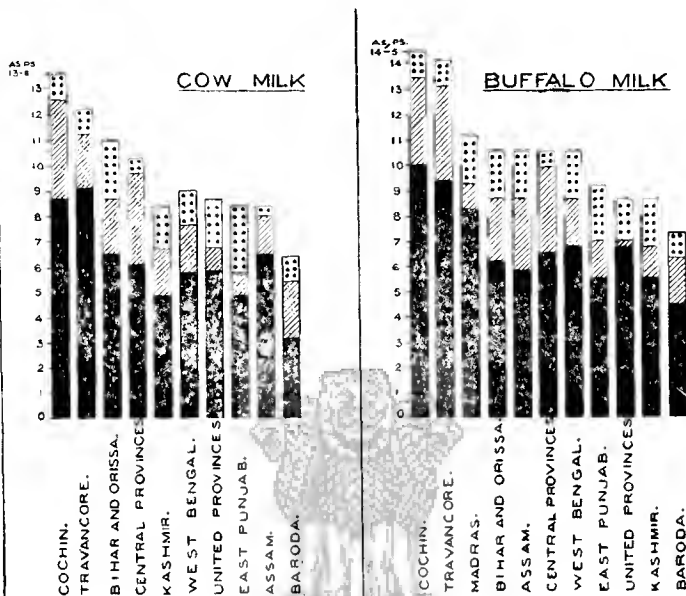 AS.PS.
13-8
COW MILK
13
12
11
10
9
8
7
6
5
4
3
2
1
0
COCHIN.
TRAVANCORE.
BIHAR AND ORISSA.
CENTRAL PROVINCES
KASHMIR.
WEST BENGAL.
UNITED PROVINCES
EAST PUNJAB.
ASSAM.
BARODA.
AS. PS.
14-5
BUFFALO MILK
14
13
12
11
10
9
8
7
6
5
4
3
2
1
0
COCHIN.
TRAVANCORE.
MADRAS.
BIHAR AND ORISSA.
ASSAM.
CENTRAL PROVINCES
WEST BENGAL.
EAST PUNJAB.
UNITED PROVINCES
KASHMIR.
BARODA.